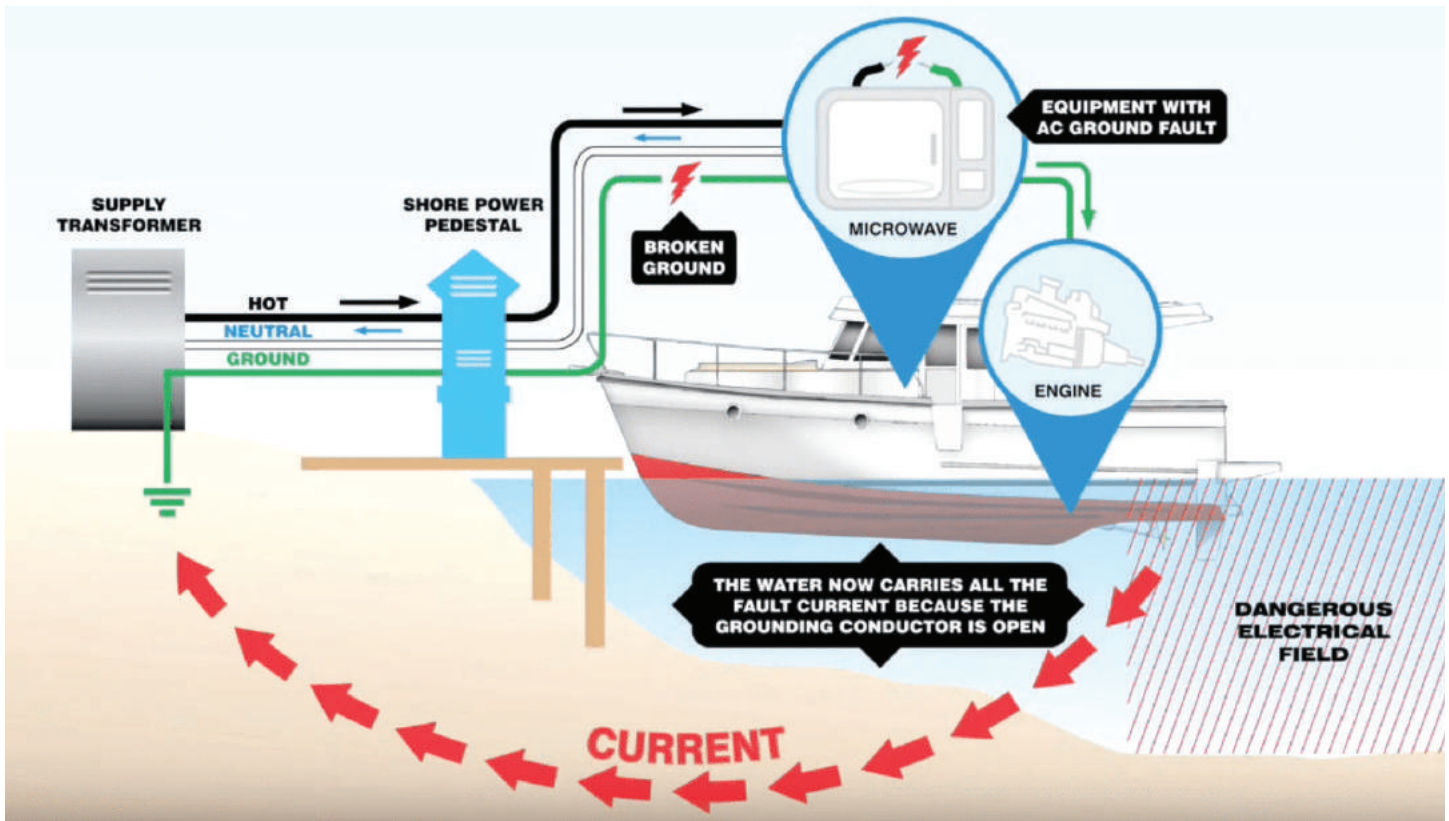 SUPPLY
TRANSFORMER
SHORE POWER
PEDESTAL
HOT
NEUTRAL
GROUND
BROKEN
GROUND
EQUIPMENT WITH
AC GROUND FAULT
MICROWAVE
ENGINE
THE WATER NOW CARRIES ALL THE
FAULT CURRENT BECAUSE THE
GROUNDING CONDUCTOR IS OPEN
DANGEROUS
ELECTRICAL
FIELD
CURRENT